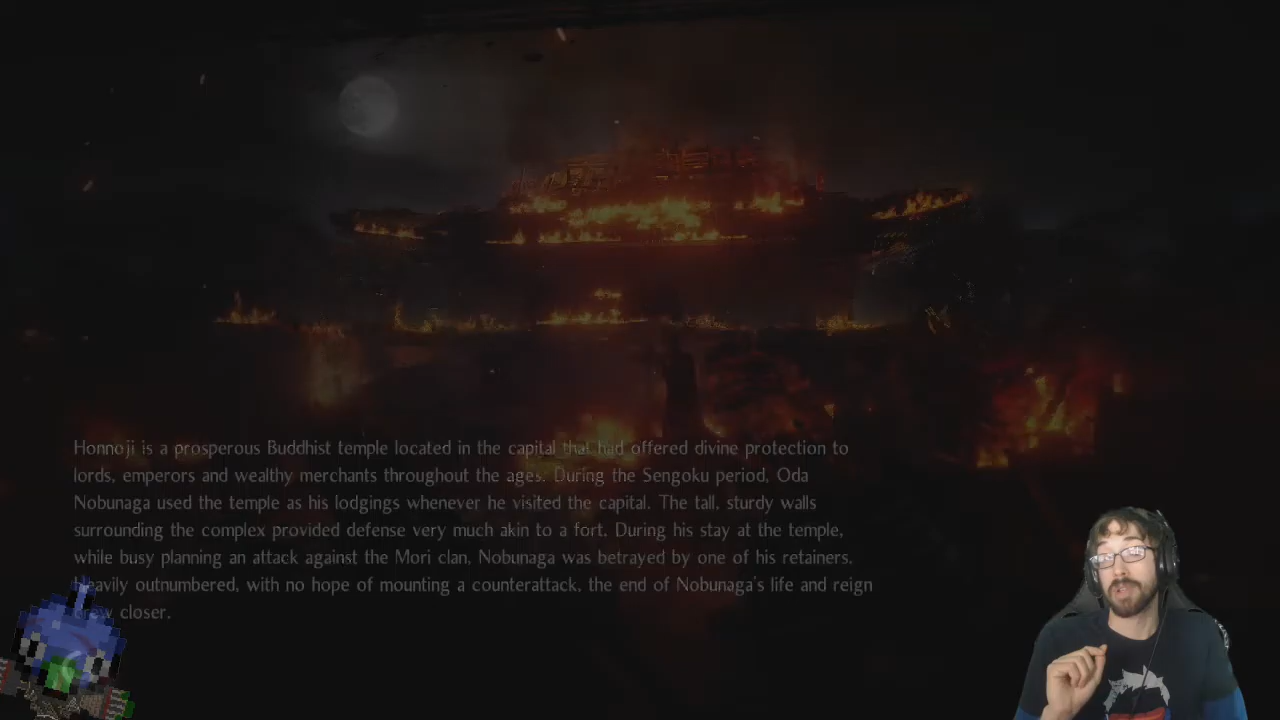 Honnoji is a prosperous Buddhist temple located in the capital that had offered divine protection to
lords, emperors and wealthy merchants throughout the ages. During the Sengoku period, Oda
Nobunaga used the temple as his lodgings whenever he visited the capital. The tall, sturdy walls
surrounding the complex provided defense very much akin to a fort. During his stay at the temple,
while busy planning an attack against the Mori clan, Nobunaga was betrayed by one of his retainers.
Heavily outnumbered, with no hope of mounting a counterattack, the end of Nobunaga's life and reign
drew closer.